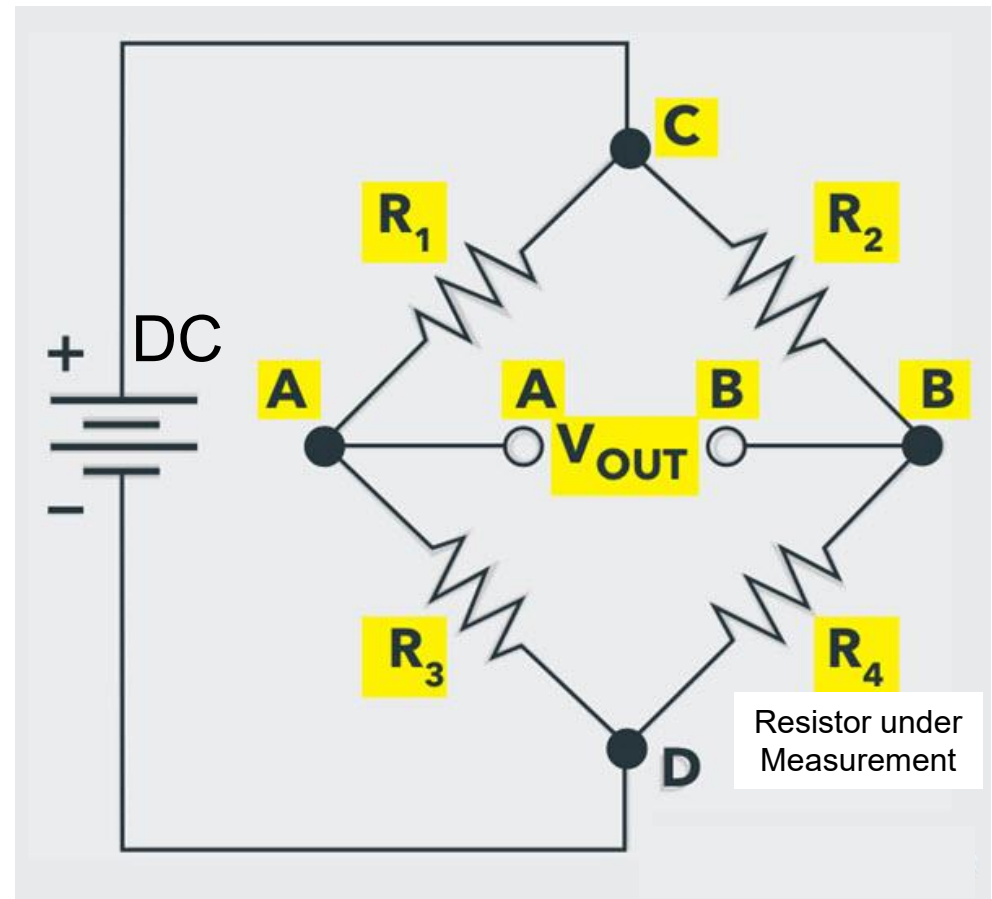 C
R1
R2
+
DC
A
A
B
B
VOUT
−
R3
R4
Resistor under
Measurement
D